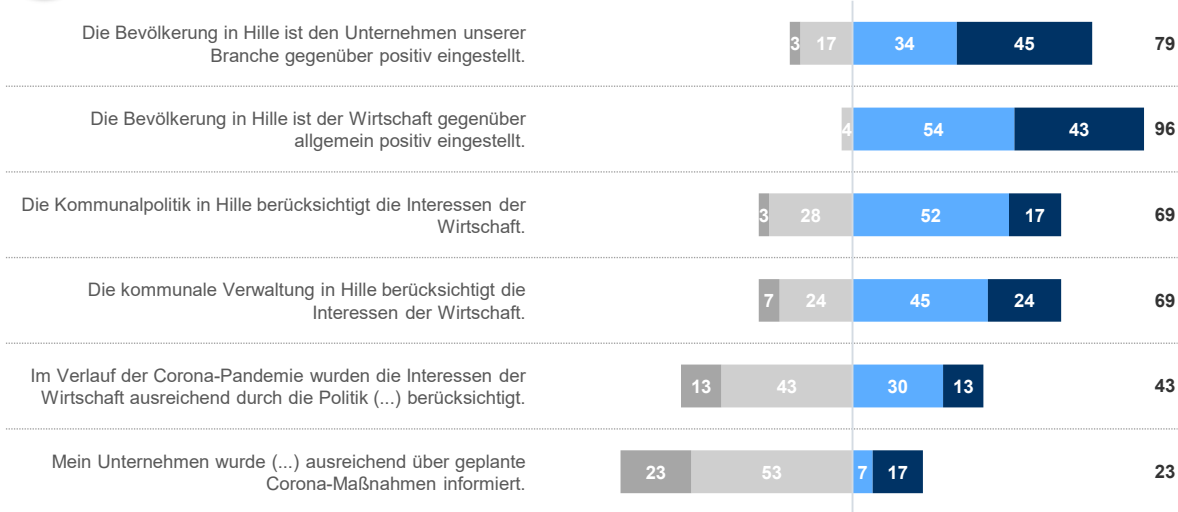 Die Bevölkerung in Hille ist den Unternehmen unserer
Branche gegenüber positiv eingestellt.
3 17 34 45 79
Die Bevölkerung in Hille ist der Wirtschaft gegenüber
allgemein positiv eingestellt.
4 54 43 96
Die Kommunalpolitik in Hille berücksichtigt die Interessen der
Wirtschaft.
3 28 52 17 69
Die kommunale Verwaltung in Hille berücksichtigt die
Interessen der Wirtschaft.
7 24 45 24 69
Im Verlauf der Corona-Pandemie wurden die Interessen der
Wirtschaft ausreichend durch die Politik (...) berücksichtigt.
13 43 30 13 43
Mein Unternehmen wurde (...) ausreichend über geplante
Corona-Maßnahmen informiert.
23 53 7 17 23